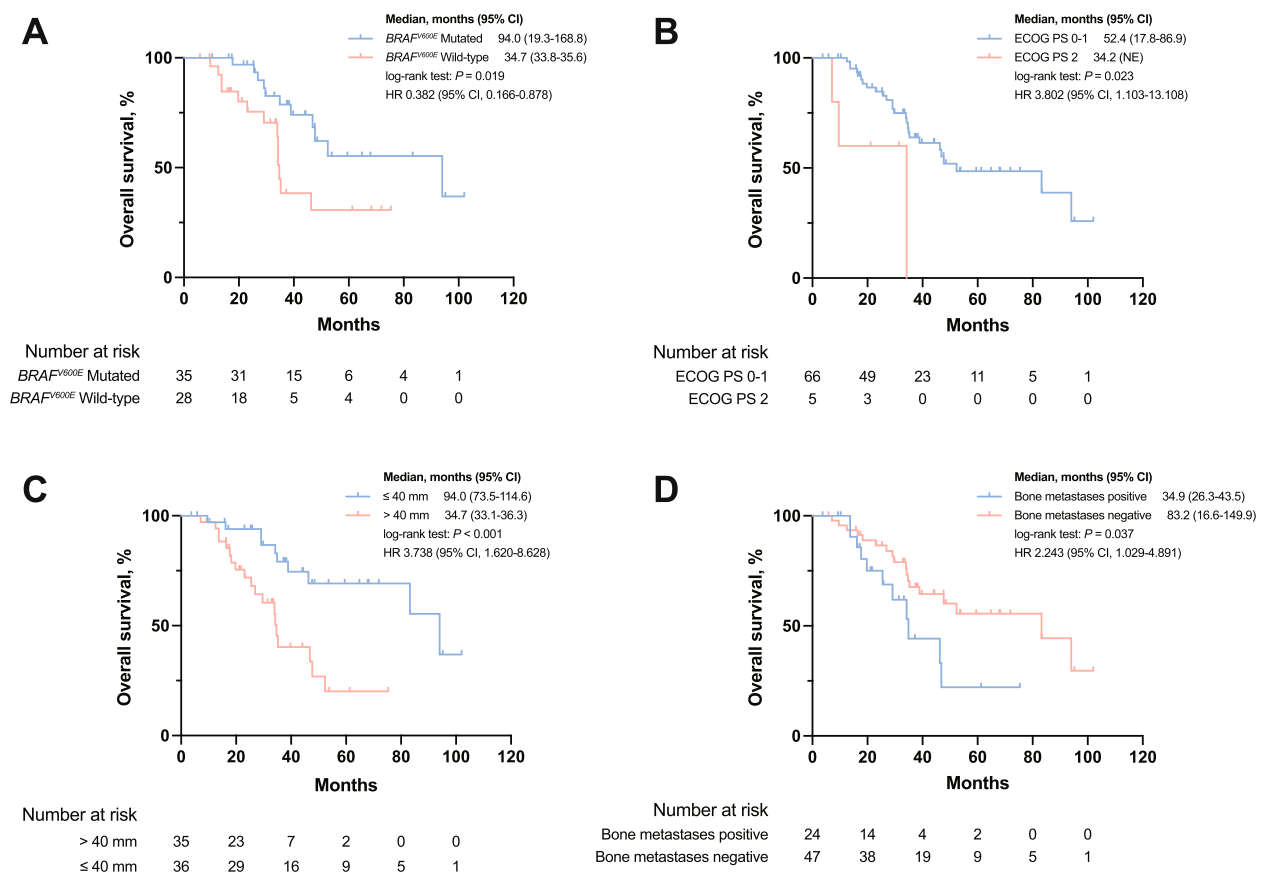 A
Median, months (95% CI)
BRAF^V600E Mutated 94.0 (19.3-168.8)
BRAF^V600E Wild-type 34.7 (33.8-35.6)
log-rank test: P = 0.019
HR 0.382 (95% CI, 0.166-0.878)
Overall survival, %
100
50
0
0 20 40 60 80 100 120
Months
Number at risk
BRAF^V600E Mutated 35 31 15 6 4 1
BRAF^V600E Wild-type 28 18 5 4 0 0
B
Median, months (95% CI)
ECOG PS 0-1 52.4 (17.8-86.9)
ECOG PS 2 34.2 (NE)
log-rank test: P = 0.023
HR 3.802 (95% CI, 1.103-13.108)
Overall survival, %
100
50
0
0 20 40 60 80 100 120
Months
Number at risk
ECOG PS 0-1 66 49 23 11 5 1
ECOG PS 2 5 3 0 0 0 0
C
Median, months (95% CI)
≤ 40 mm 94.0 (73.5-114.6)
> 40 mm 34.7 (33.1-36.3)
log-rank test: P < 0.001
HR 3.738 (95% CI, 1.620-8.628)
Overall survival, %
100
50
0
0 20 40 60 80 100 120
Months
Number at risk
> 40 mm 35 23 7 2 0 0
≤ 40 mm 36 29 16 9 5 1
D
Median, months (95% CI)
Bone metastases positive 34.9 (26.3-43.5)
Bone metastases negative 83.2 (16.6-149.9)
log-rank test: P = 0.037
HR 2.243 (95% CI, 1.029-4.891)
Overall survival, %
100
50
0
0 20 40 60 80 100 120
Months
Number at risk
Bone metastases positive 24 14 4 2 0 0
Bone metastases negative 47 38 19 9 5 1